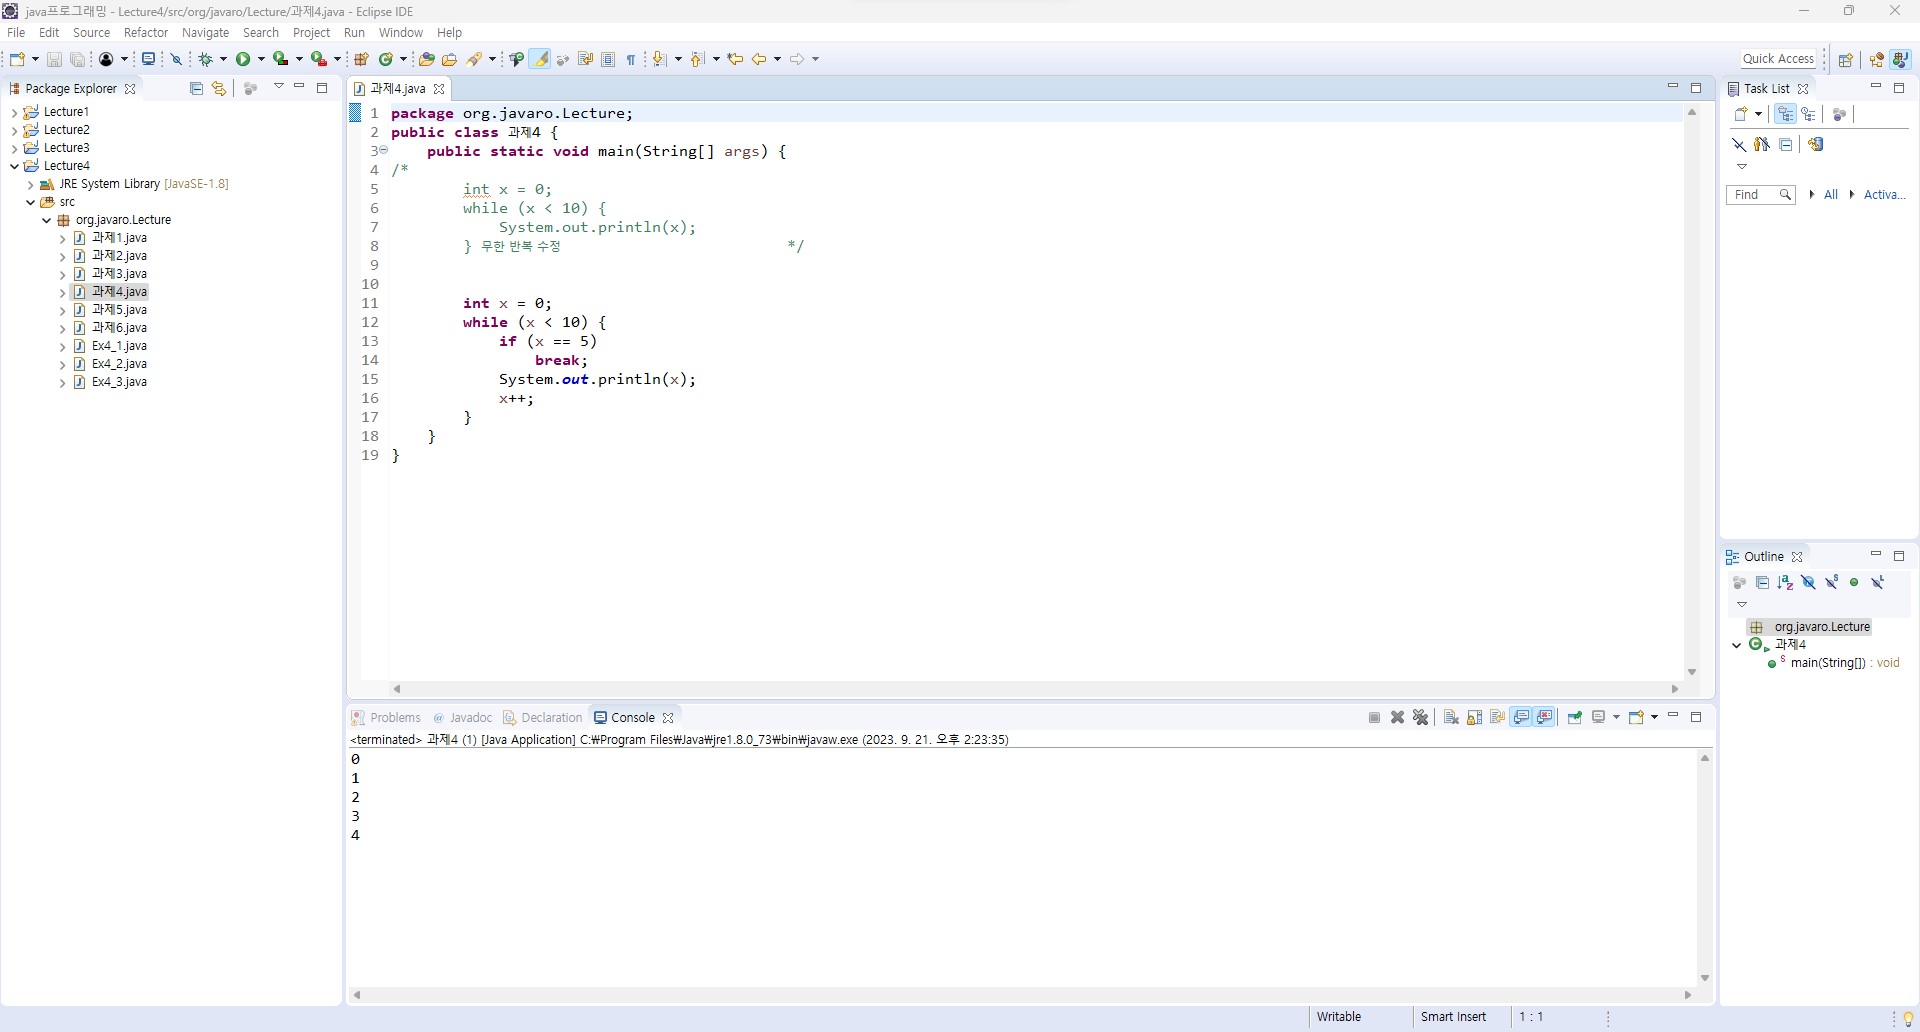 java프로그래밍 - Lecture4/src/org/javaro/Lecture/과제4.java - Eclipse IDE
File Edit Source Refactor Navigate Search Project Run Window Help
Quick Access
Package Explorer
Lecture1
Lecture2
Lecture3
Lecture4
JRE System Library [JavaSE-1.8]
src
org.javaro.Lecture
과제1.java
과제2.java
과제3.java
과제4.java
과제5.java
과제6.java
Ex4_1.java
Ex4_2.java
Ex4_3.java
과제4.java
1 package org.javaro.Lecture;
2 public class 과제4 {
3 public static void main(String[] args) {
4 /*
5 int x = 0;
6 while (x < 10) {
7 System.out.println(x);
8 } 무한 반복 수정 */
9
10
11 int x = 0;
12 while (x < 10) {
13 if (x == 5)
14 break;
15 System.out.println(x);
16 x++;
17 }
18 }
19 }
Problems @ Javadoc Declaration Console
<terminated> 과제4 (1) [Java Application] C:₩Program Files₩Java₩jre1.8.0_73₩bin₩javaw.exe (2023. 9. 21. 오후 2:23:35)
0
1
2
3
4
Task List
Find All Activa...
Outline
org.javaro.Lecture
과제4
main(String[]) : void
Writable Smart Insert 1 : 1